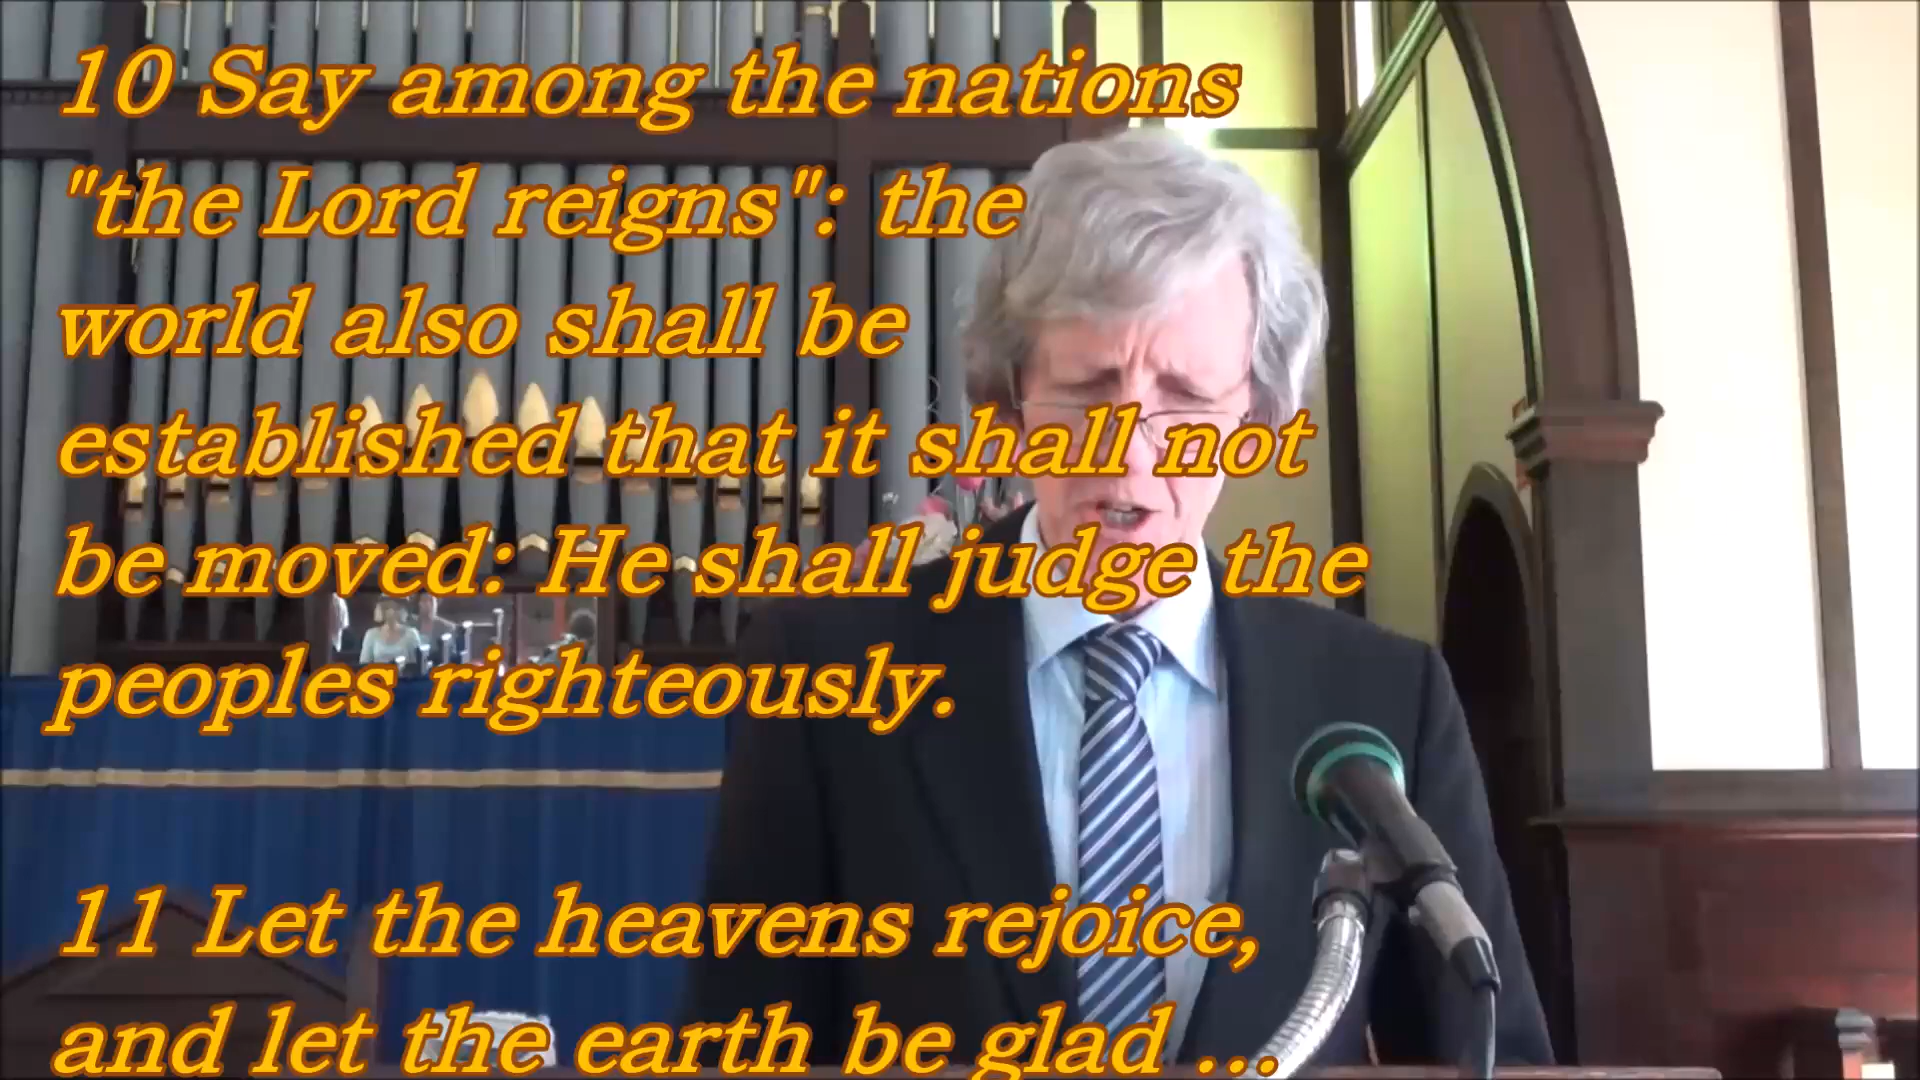 10 Say among the nations
"the Lord reigns": the
world also shall be
established that it shall not
be moved: He shall judge the
peoples righteously.
11 Let the heavens rejoice,
and let the earth be glad ...